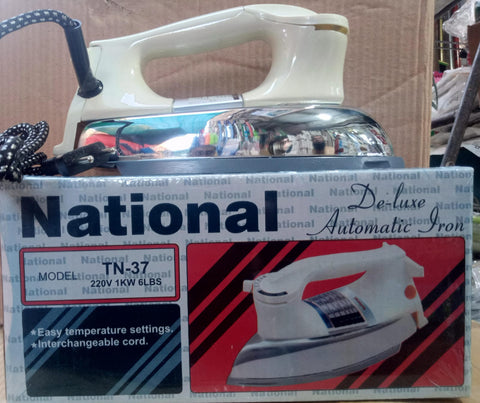 National
De-luxe
Automatic Iron
MODEL TN-37
220V 1KW 6LBS
★Easy temperature settings.
★Interchangeable cord.